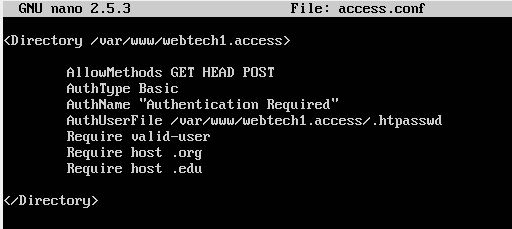 GNU nano 2.5.3 File: access.conf
<Directory /var/www/webtech1.access>
AllowMethods GET HEAD POST
AuthType Basic
AuthName "Authentication Required"
AuthUserFile /var/www/webtech1.access/.htpasswd
Require valid-user
Require host .org
Require host .edu
</Directory>